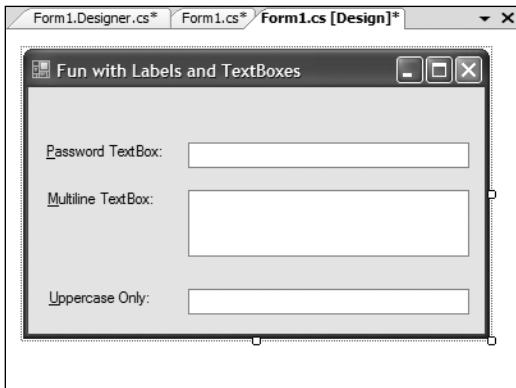 Form1.Designer.cs* Form1.cs* Form1.cs [Design]*
Fun with Labels and TextBoxes
Password TextBox:
Multiline TextBox:
Uppercase Only: